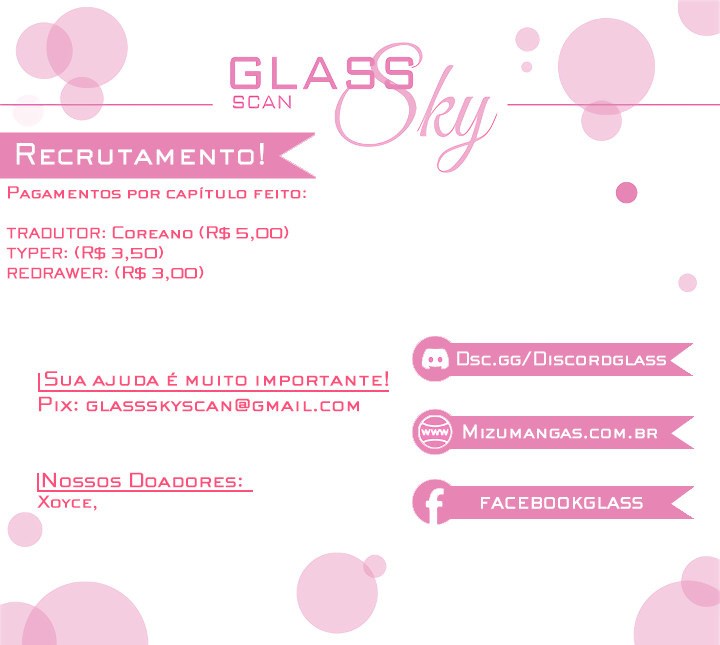 GLASS Sky
SCAN
Recrutamento!
Pagamentos por capítulo feito:
TRADUTOR: Coreano (R$ 5,00)
TYPER: (R$ 3,50)
REDRAWER: (R$ 3,00)
Dsc.gg/Discordglass
Sua ajuda é muito importante!
Pix: glassskyscan@gmail.com
www Mizumangas.com.br
Nossos Doadores:
Xoyce,
f FACEBOOKGLASS